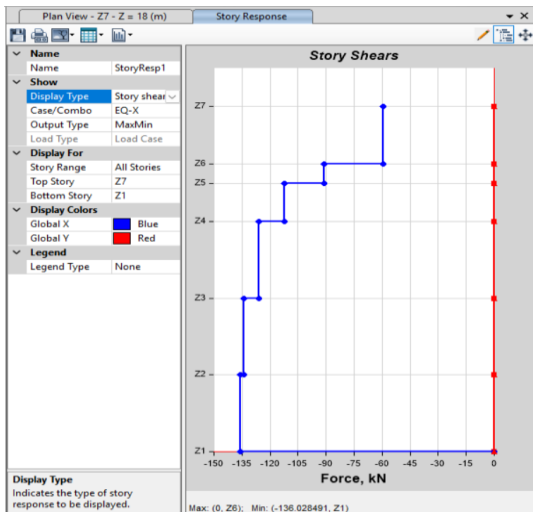 Plan View - Z7 - Z = 18 (m)
Story Response
Name
Name StoryResp1
Show
Display Type Story shear
Case/Combo EQ-X
Output Type MaxMin
Load Type Load Case
Display For
Story Range All Stories
Top Story Z7
Bottom Story Z1
Display Colors
Global X Blue
Global Y Red
Legend
Legend Type None
Display Type
Indicates the type of story
response to be displayed.
Story Shears
Z7
Z6
Z5
Z4
Z3
Z2
Z1
-150 -135 -120 -105 -90 -75 -60 -45 -30 -15 0
Force, kN
Max: (0, Z6); Min: (-136.028491, Z1)